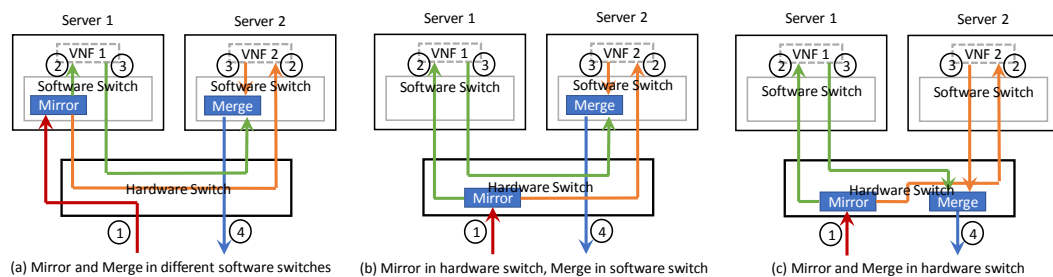 Server 1
Server 2
VNF 1
VNF 2
2
3
3
2
Software Switch
Software Switch
Mirror
Merge
Hardware Switch
1
4
(a) Mirror and Merge in different software switches
Server 1
Server 2
VNF 1
VNF 2
2
3
3
2
Software Switch
Software Switch
Merge
Hardware Switch
Mirror
1
4
(b) Mirror in hardware switch, Merge in software switch
Server 1
Server 2
VNF 1
VNF 2
2
3
3
2
Software Switch
Software Switch
Hardware Switch
Mirror
Merge
1
4
(c) Mirror and Merge in hardware switch